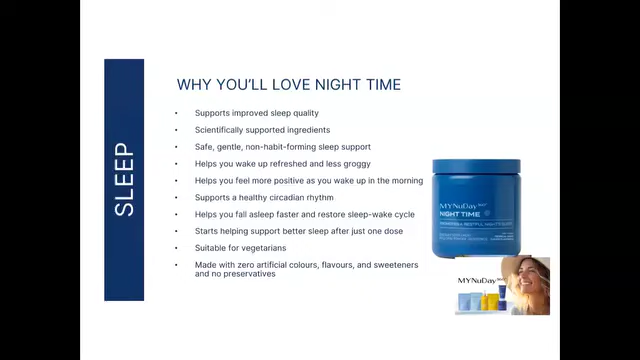 SLEEP
WHY YOU'LL LOVE NIGHT TIME
• Supports improved sleep quality
• Scientifically supported ingredients
• Safe, gentle, non-habit-forming sleep support
• Helps you wake up refreshed and less groggy
• Helps you feel more positive as you wake up in the morning
• Supports a healthy circadian rhythm
• Helps you fall asleep faster and restore sleep-wake cycle
• Starts helping support better sleep after just one dose
• Suitable for vegetarians
• Made with zero artificial colours, flavours, and sweeteners
and no preservatives
MYNuDay
NIGHT TIME
MYNuDay